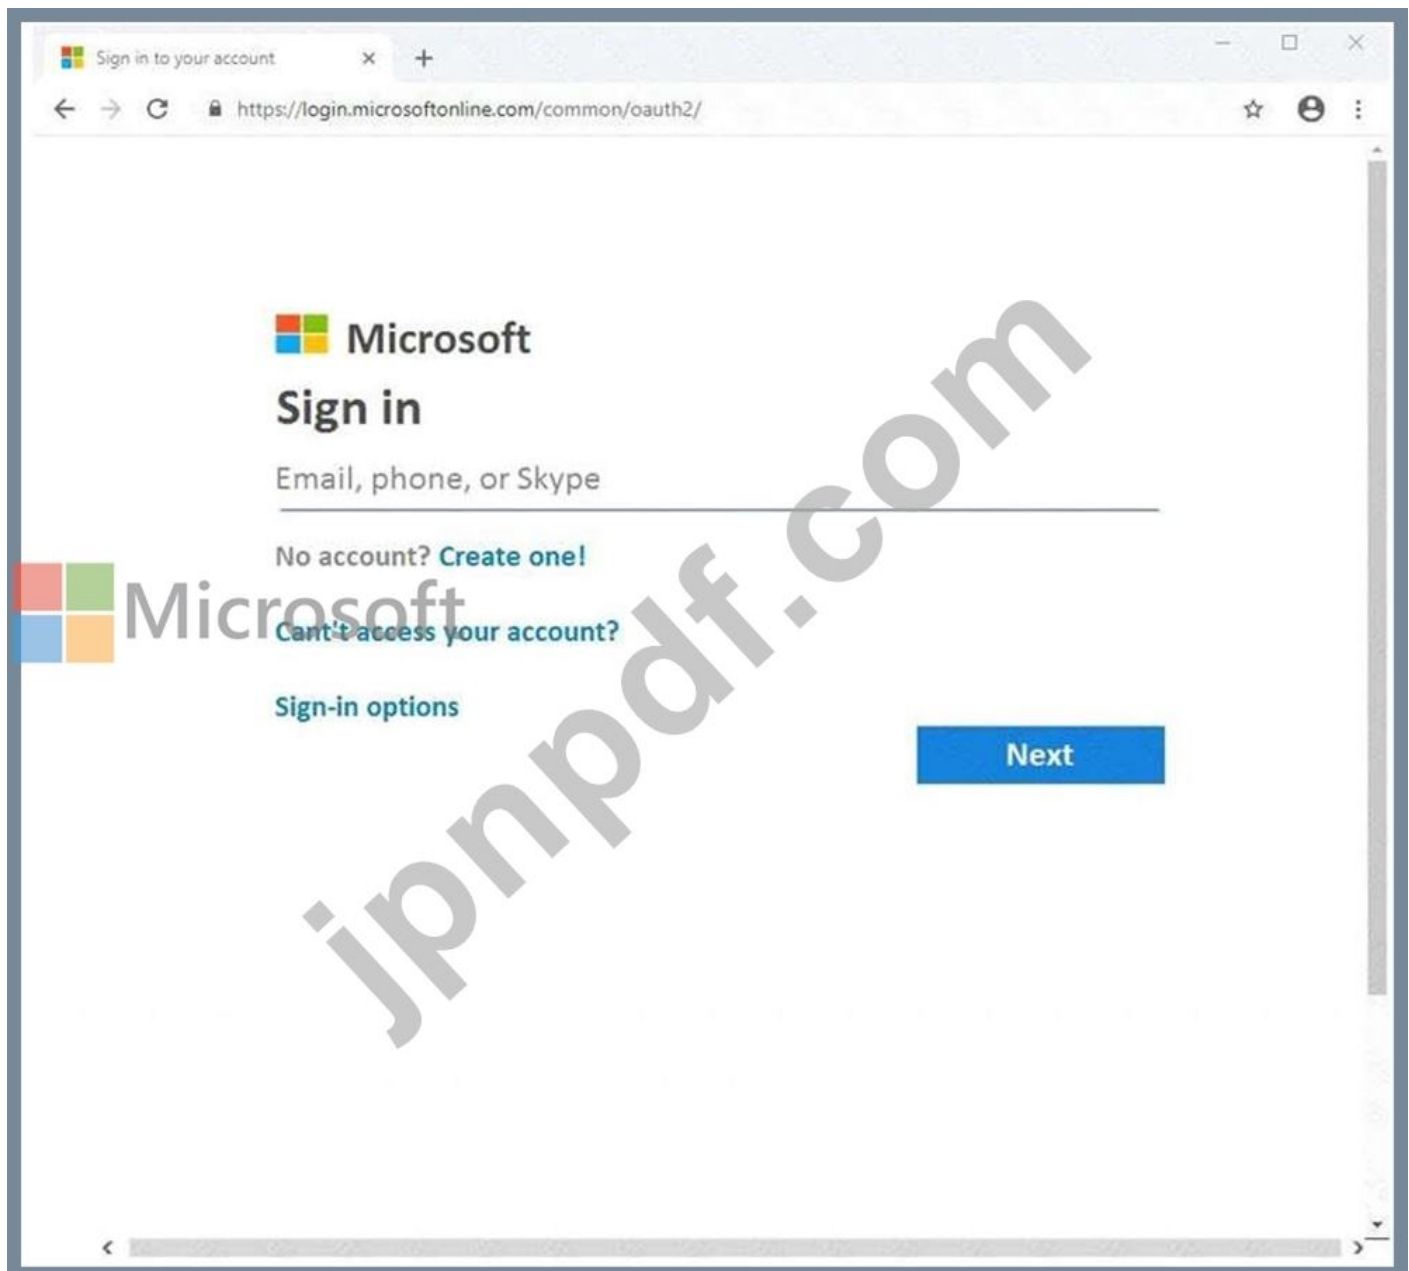 Sign in to your account
https://login.microsoftonline.com/common/oauth2/
Microsoft
Sign in
Email, phone, or Skype
No account? Create one!
Microsoft
Cant't access your account?
Sign-in options
Next
jpnpdf.com